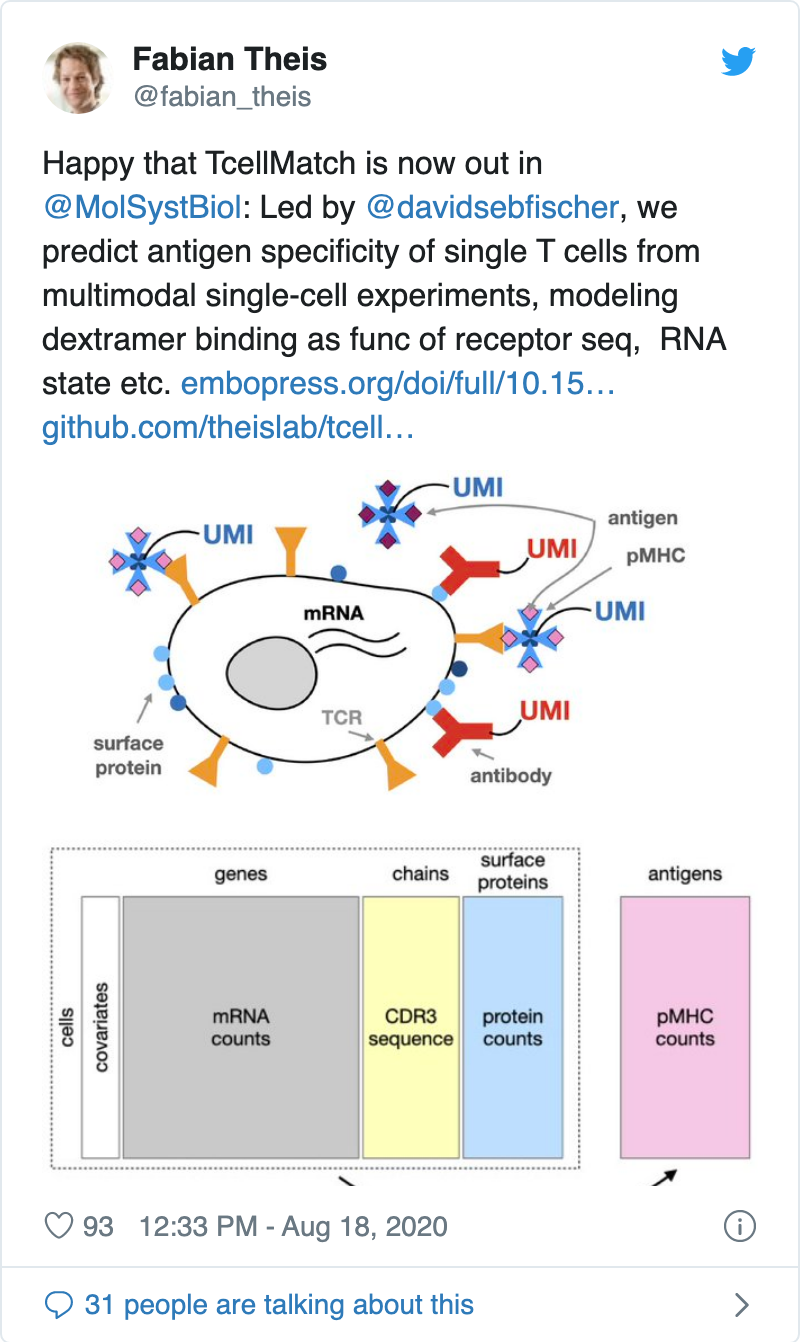 Fabian Theis
@fabian_theis
Happy that TcellMatch is now out in
@MolSystBiol: Led by @davidsebfischer, we
predict antigen specificity of single T cells from
multimodal single-cell experiments, modeling
dextramer binding as func of receptor seq,  RNA
state etc. embopress.org/doi/full/10.15…
github.com/theislab/tcell…
UMI
antigen
UMI
UMI
pMHC
mRNA
UMI
TCR
UMI
surface
protein
antibody
genes
chains
surface
proteins
antigens
cells
covariates
mRNA
counts
CDR3
sequence
protein
counts
pMHC
counts
93 12:33 PM - Aug 18, 2020
31 people are talking about this